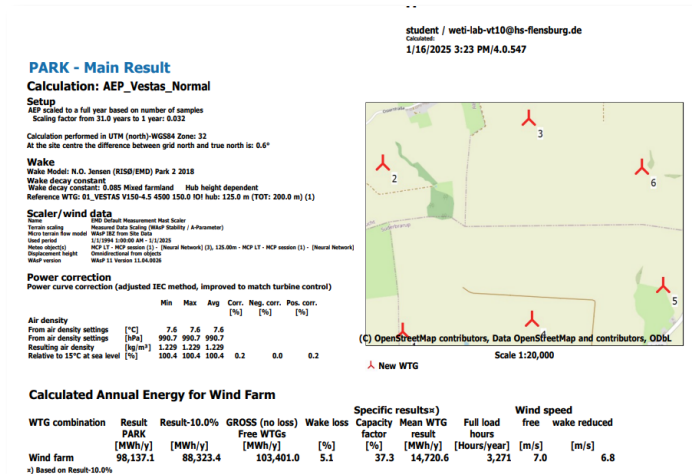 student / weti-lab-vt10@hs-flensburg.de
Calculated:
1/16/2025 3:23 PM/4.0.547
PARK - Main Result
Calculation: AEP_Vestas_Normal
Setup
AEP scaled to a full year based on number of samples
Scaling factor from 31.0 years to 1 year: 0.032
Calculation performed in UTM (north)-WGS84 Zone: 32
At the site centre the difference between grid north and true north is: 0.6°
Wake
Wake Model: N.O. Jensen (RISØ/EMD) Park 2 2018
Wake decay constant
Wake decay constant: 0.085 Mixed farmland Hub height dependent
Reference WTG: 01_VESTAS V150-4.5 4500 150.0 !O! hub: 125.0 m (TOT: 200.0 m) (1)
Scaler/wind data
Name EMD Default Measurement Mast Scaler
Terrain scaling Measured Data Scaling (WAsP Stability / A-Parameter)
Micro terrain flow model WAsP IBZ from Site Data
Used period 1/1/1994 1:00:00 AM - 1/1/2025
Meteo object(s) MCP LT - MCP session (1) - [Neural Network] (3), 125.00m - MCP LT - MCP session (1) - [Neural Network]
Displacement height Omnidirectional from objects
WAsP version WAsP 11 Version 11.04.0026
Power correction
Power curve correction (adjusted IEC method, improved to match turbine control)
Min Max Avg Corr. Neg. corr. Pos. corr.
[%] [%] [%]
Air density
From air density settings [°C] 7.6 7.6 7.6
From air density settings [hPa] 990.7 990.7 990.7
Resulting air density [kg/m³] 1.229 1.229 1.229
Relative to 15°C at sea level [%] 100.4 100.4 100.4 0.2 0.0 0.2
3
2
6
5
4
(C) OpenStreetMap contributors, Data OpenStreetMap and contributors, ODbL
Scale 1:20,000
New WTG
Calculated Annual Energy for Wind Farm
Specific results¤) Wind speed
WTG combination Result Result-10.0% GROSS (no loss) Wake loss Capacity Mean WTG Full load free wake reduced
PARK Free WTGs factor result hours
[MWh/y] [MWh/y] [MWh/y] [%] [%] [MWh/y] [Hours/year] [m/s] [m/s]
Wind farm 98,137.1 88,323.4 103,401.0 5.1 37.3 14,720.6 3,271 7.0 6.8
¤) Based on Result-10.0%